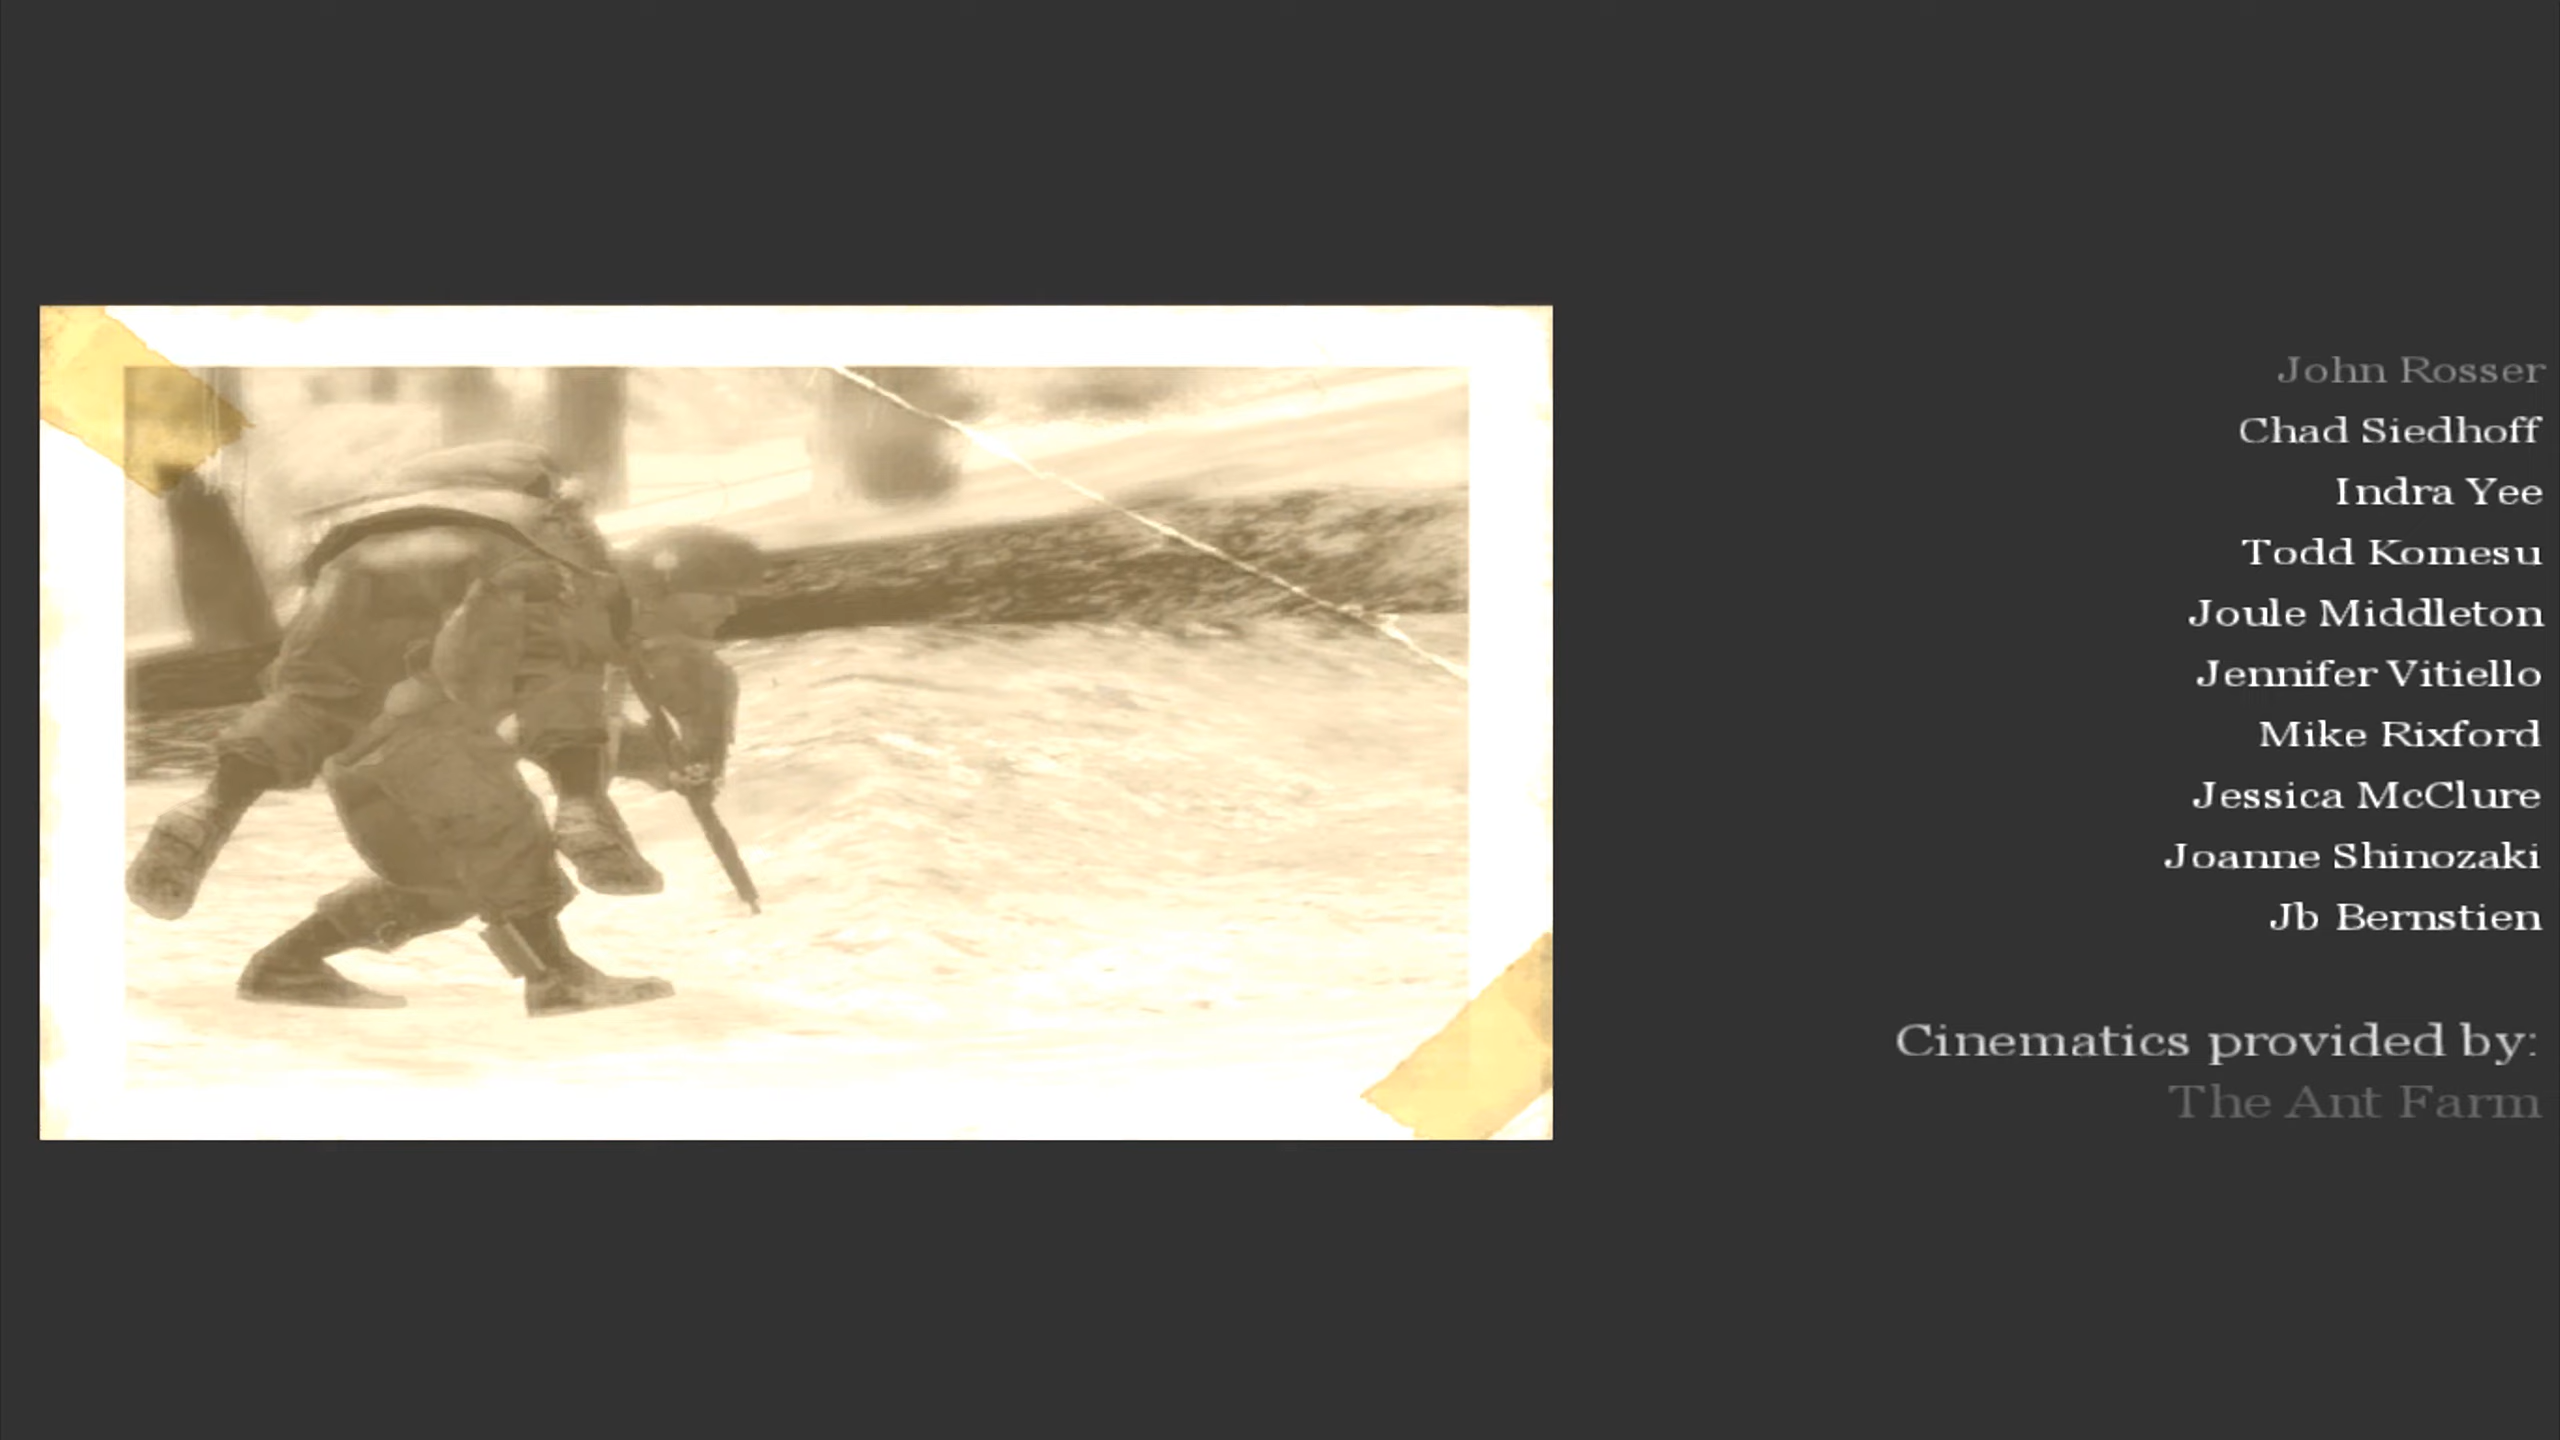 John Rosser
Chad Siedhoff
Indra Yee
Todd Komesu
Joule Middleton
Jennifer Vitiello
Mike Rixford
Jessica McClure
Joanne Shinozaki
Jb Bernstien
Cinematics provided by:
The Ant Farm